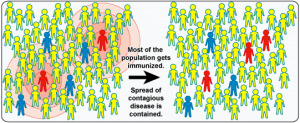 Most of the
population gets
immunized.
Spread of
contagious
disease is
contained.